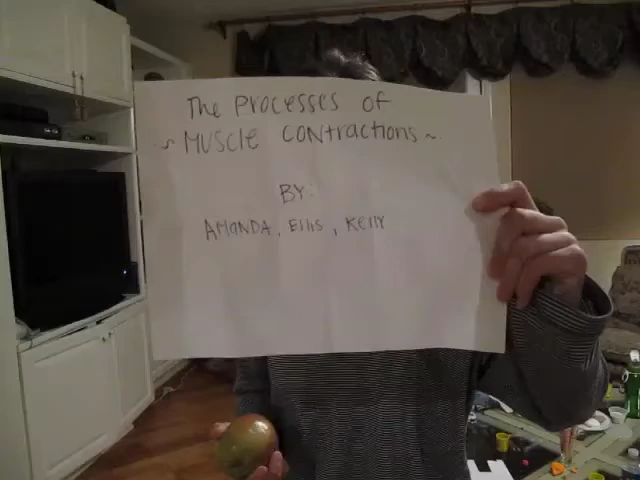 The PROCESSES OF
~ MUSCLE CONTRACTIONS ~
BY:
AMANDA, Ellis, Kelly